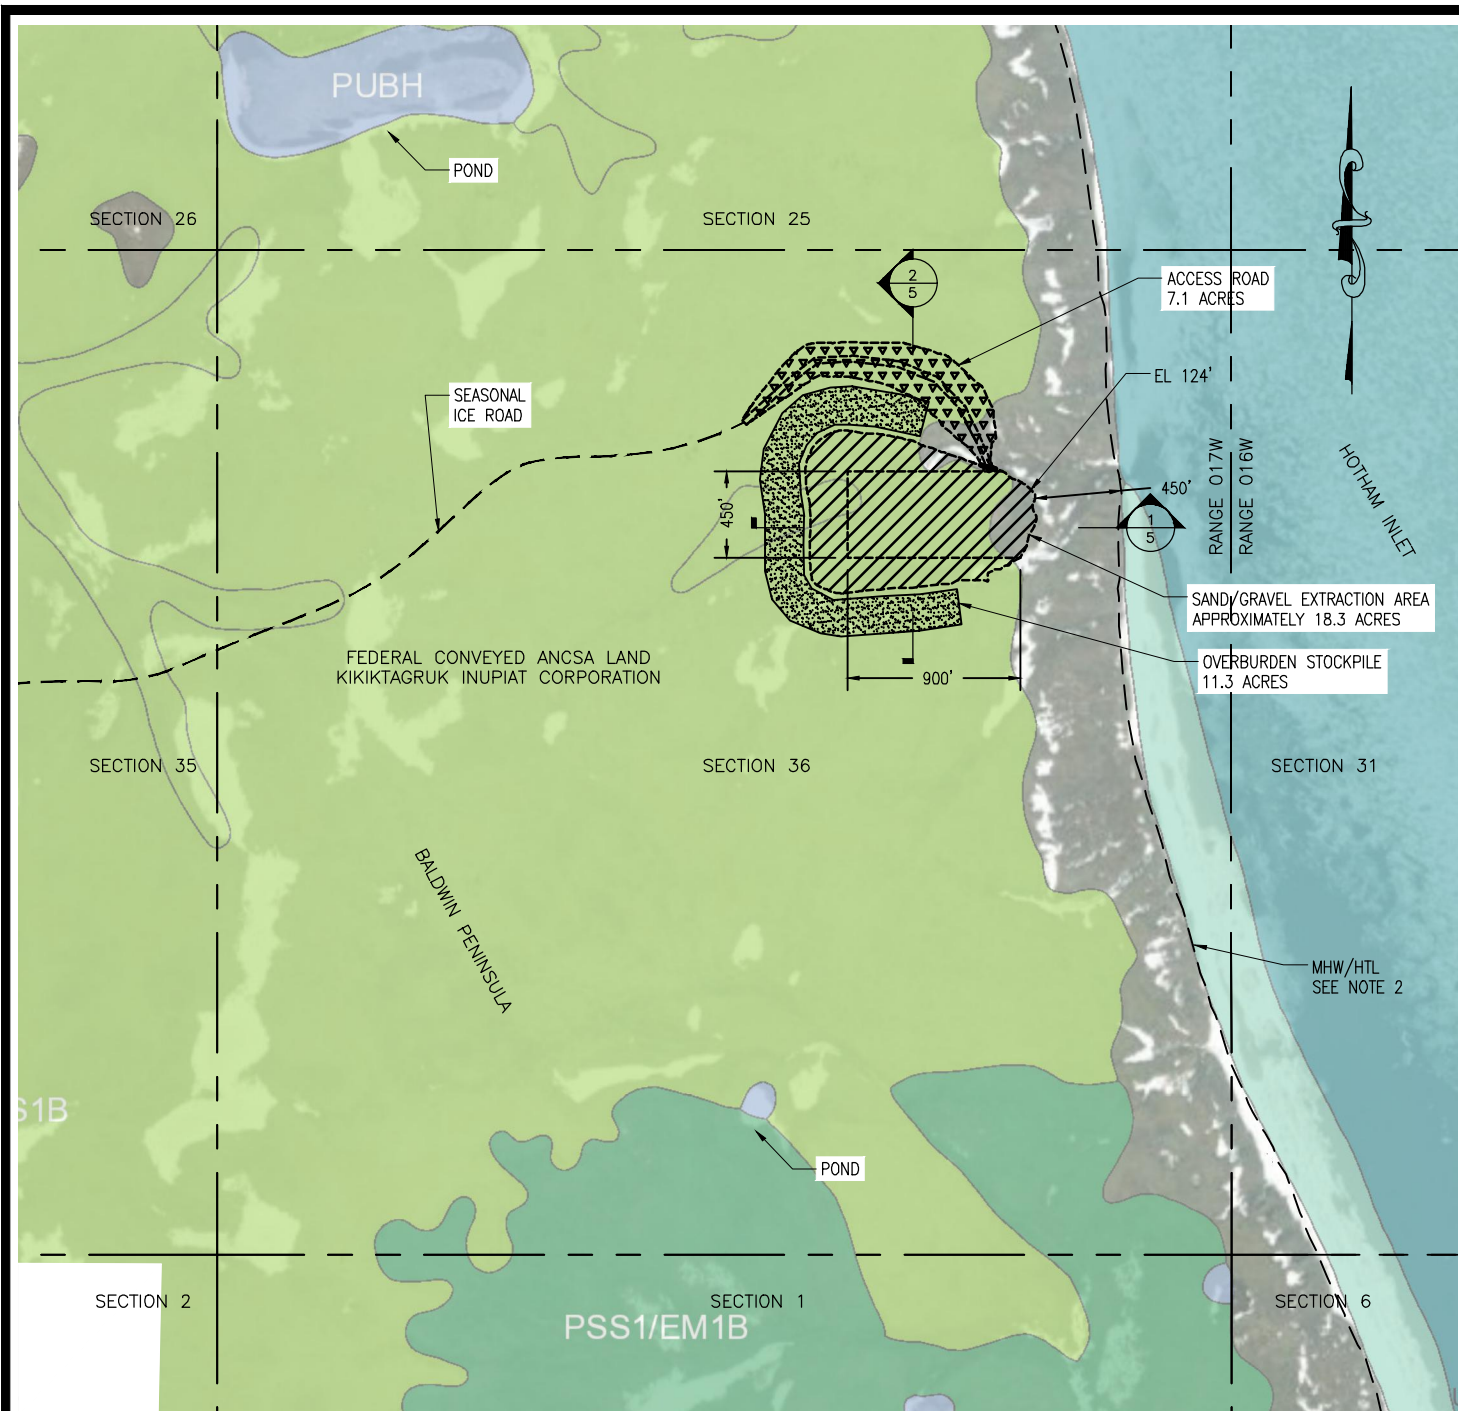 PUBH
POND
SECTION 26
SECTION 25
2
5
ACCESS ROAD
7.1 ACRES
EL 124'
SEASONAL
ICE ROAD
450'
450'
1
5
RANGE 017W
RANGE 016W
HOTHAM INLET
SAND/GRAVEL EXTRACTION AREA
APPROXIMATELY 18.3 ACRES
OVERBURDEN STOCKPILE
11.3 ACRES
900'
FEDERAL CONVEYED ANCSA LAND
KIKIKTAGRUK INUPIAT CORPORATION
SECTION 35
SECTION 36
SECTION 31
BALDWIN PENINSULA
MHW/HTL
SEE NOTE 2
S1B
POND
SECTION 2
SECTION 1
SECTION 6
PSS1/EM1B